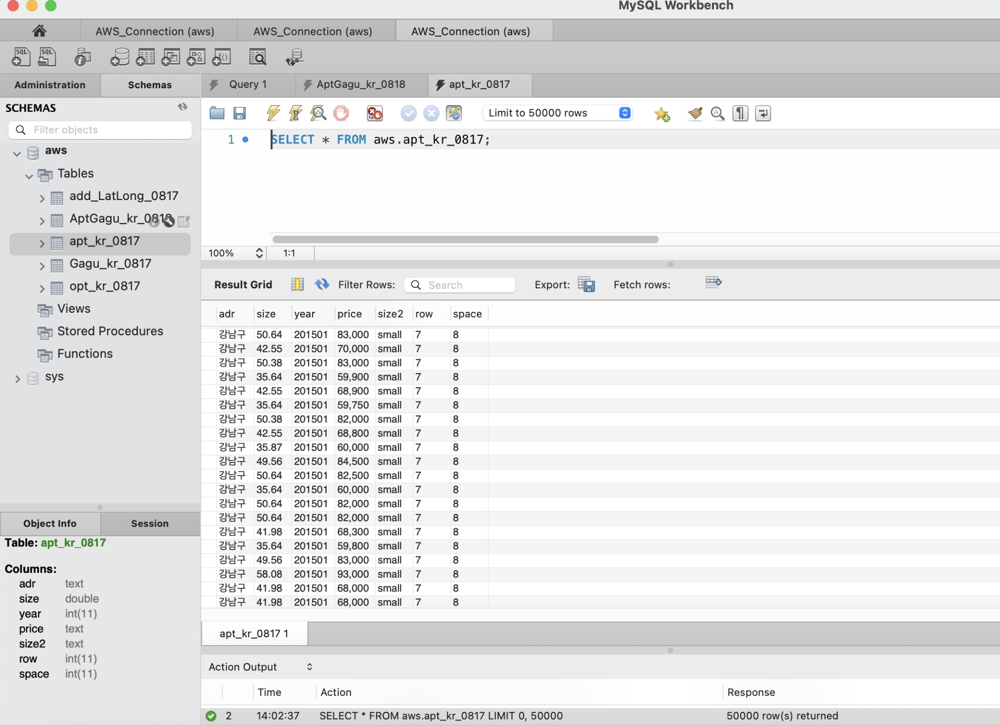 MySQL Workbench
AWS_Connection (aws) AWS_Connection (aws) AWS_Connection (aws)
Administration Schemas
Query 1 AptGagu_kr_0818 apt_kr_0817
SCHEMAS
Filter objects
Limit to 50000 rows
1 SELECT * FROM aws.apt_kr_0817;
aws
Tables
add_LatLong_0817
AptGagu_kr_0818
apt_kr_0817
Gagu_kr_0817
opt_kr_0817
Views
Stored Procedures
Functions
sys
100% 1:1
Result Grid Filter Rows: Search Export: Fetch rows:
adr size year price size2 row space
강남구 50.64 201501 83,000 small 7 8
강남구 42.55 201501 70,000 small 7 8
강남구 50.38 201501 83,000 small 7 8
강남구 35.64 201501 59,900 small 7 8
강남구 42.55 201501 68,900 small 7 8
강남구 35.64 201501 59,750 small 7 8
강남구 50.38 201501 82,000 small 7 8
강남구 42.55 201501 68,800 small 7 8
강남구 35.87 201501 60,000 small 7 8
강남구 49.56 201501 84,500 small 7 8
강남구 50.64 201501 82,500 small 7 8
강남구 35.64 201501 60,000 small 7 8
강남구 50.64 201501 82,000 small 7 8
강남구 50.64 201501 82,000 small 7 8
강남구 41.98 201501 68,300 small 7 8
강남구 35.64 201501 59,800 small 7 8
강남구 49.56 201501 83,000 small 7 8
강남구 58.08 201501 93,000 small 7 8
강남구 41.98 201501 68,000 small 7 8
강남구 41.98 201501 68,000 small 7 8
Object Info Session
Table: apt_kr_0817
Columns:
adr text
size double
year int(11)
price text
size2 text
row int(11)
space int(11)
apt_kr_0817 1
Action Output
Time Action Response
2 14:02:37 SELECT * FROM aws.apt_kr_0817 LIMIT 0, 50000 50000 row(s) returned